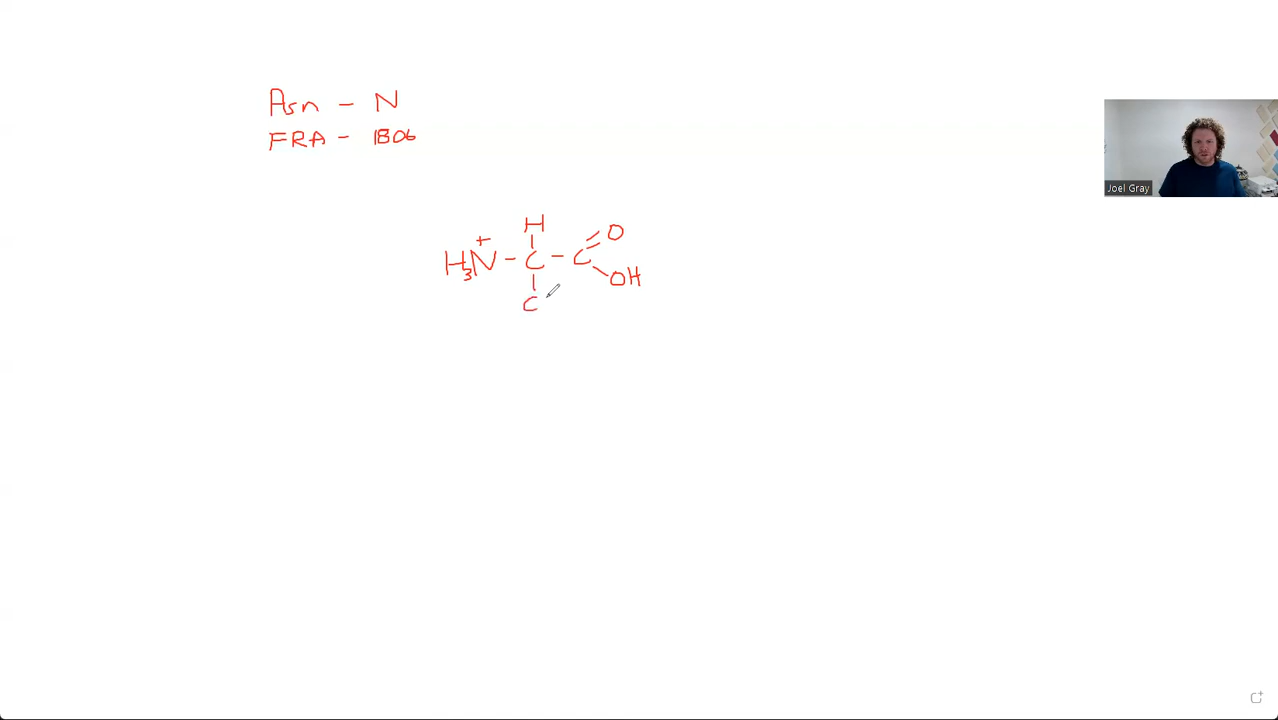 Asn - N
FRA - 1806
H
H₃N⁺ - C - C = O
OH
C
Joel Gray